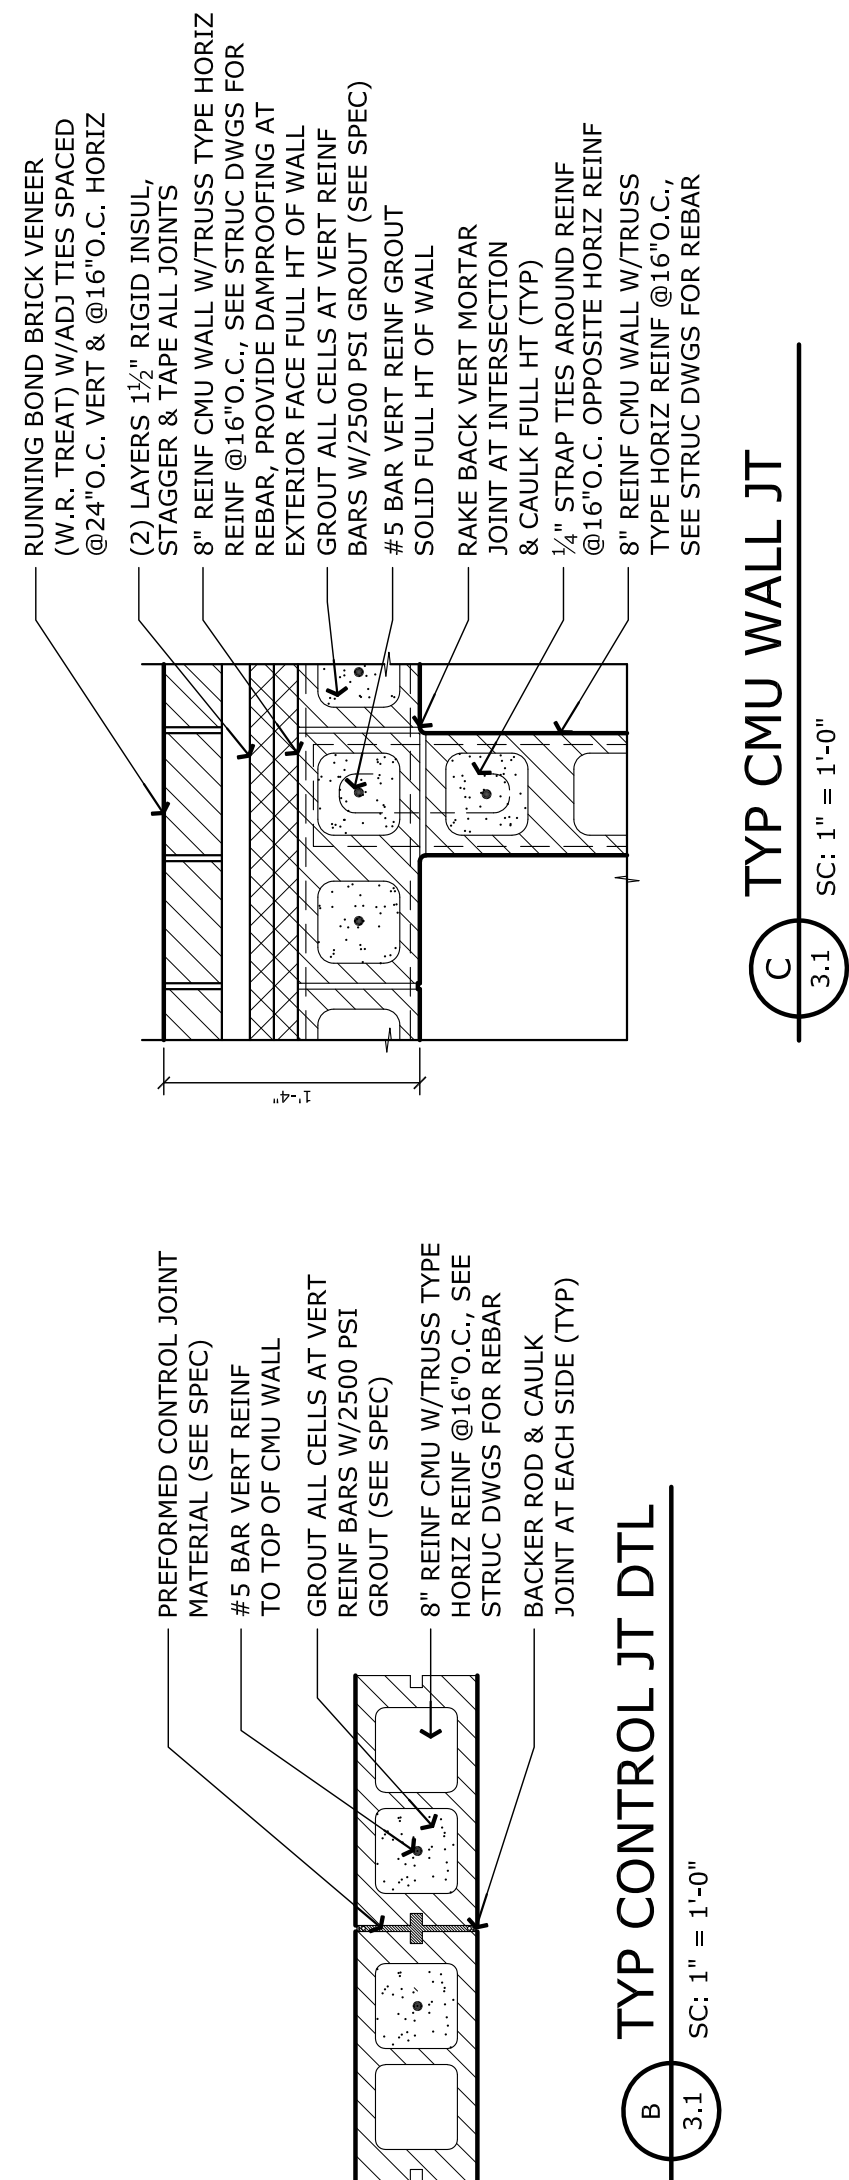 RUNNING BOND BRICK VENEER
(W.R. TREAT) W/ADJ TIES SPACED
@24"O.C. VERT & @16"O.C. HORIZ
(2) LAYERS 1½" RIGID INSUL,
STAGGER & TAPE ALL JOINTS
8" REINF CMU WALL W/TRUSS TYPE HORIZ
REINF @16"O.C., SEE STRUC DWGS FOR
REBAR, PROVIDE DAMPROOFING AT
EXTERIOR FACE FULL HT OF WALL
GROUT ALL CELLS AT VERT REINF
BARS W/2500 PSI GROUT (SEE SPEC)
#5 BAR VERT REINF GROUT
SOLID FULL HT OF WALL
RAKE BACK VERT MORTAR
JOINT AT INTERSECTION
& CAULK FULL HT (TYP)
¼" STRAP TIES AROUND REINF
@16"O.C. OPPOSITE HORIZ REINF
8" REINF CMU WALL W/TRUSS
TYPE HORIZ REINF @16"O.C.,
SEE STRUC DWGS FOR REBAR
1'-4"
C
3.1
TYP CMU WALL JT
SC: 1" = 1'-0"
PREFORMED CONTROL JOINT
MATERIAL (SEE SPEC)
#5 BAR VERT REINF
TO TOP OF CMU WALL
GROUT ALL CELLS AT VERT
REINF BARS W/2500 PSI
GROUT (SEE SPEC)
8" REINF CMU W/TRUSS TYPE
HORIZ REINF @16"O.C., SEE
STRUC DWGS FOR REBAR
BACKER ROD & CAULK
JOINT AT EACH SIDE (TYP)
B
3.1
TYP CONTROL JT DTL
SC: 1" = 1'-0"